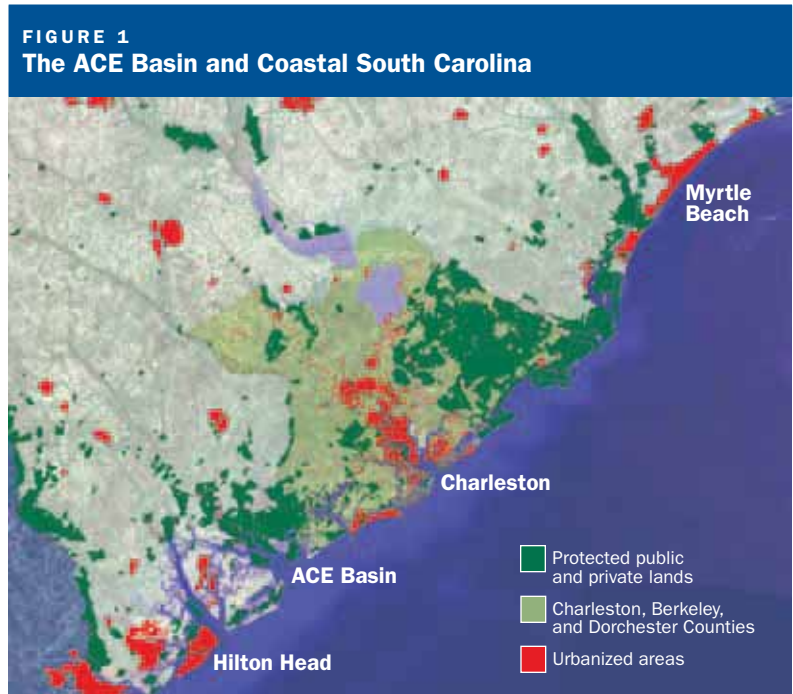 FIGURE 1
The ACE Basin and Coastal South Carolina
Myrtle
Beach
Charleston
ACE Basin
Hilton Head
Protected public
and private lands
Charleston, Berkeley,
and Dorchester Counties
Urbanized areas